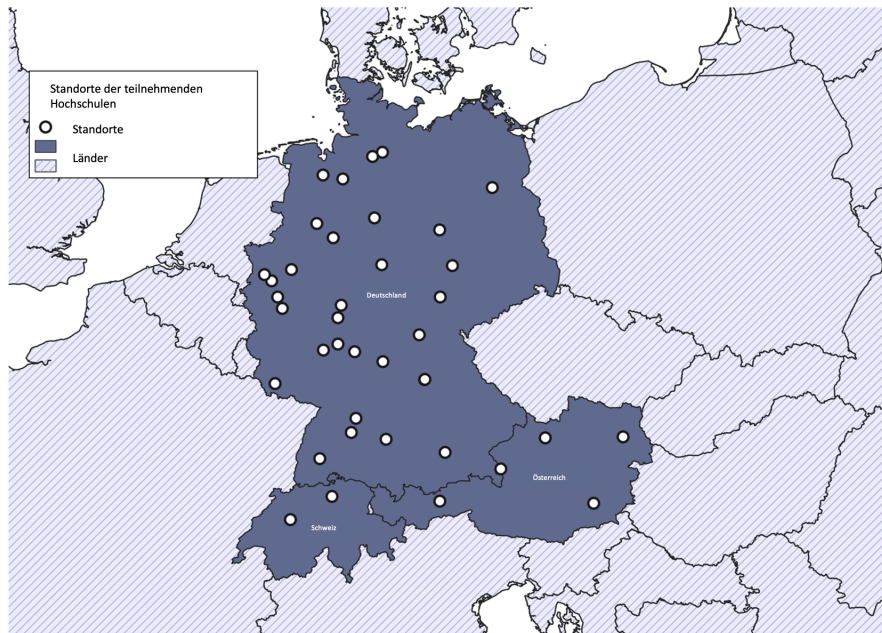 Standorte der teilnehmenden
Hochschulen
Standorte
Länder
Deutschland
Österreich
Schweiz